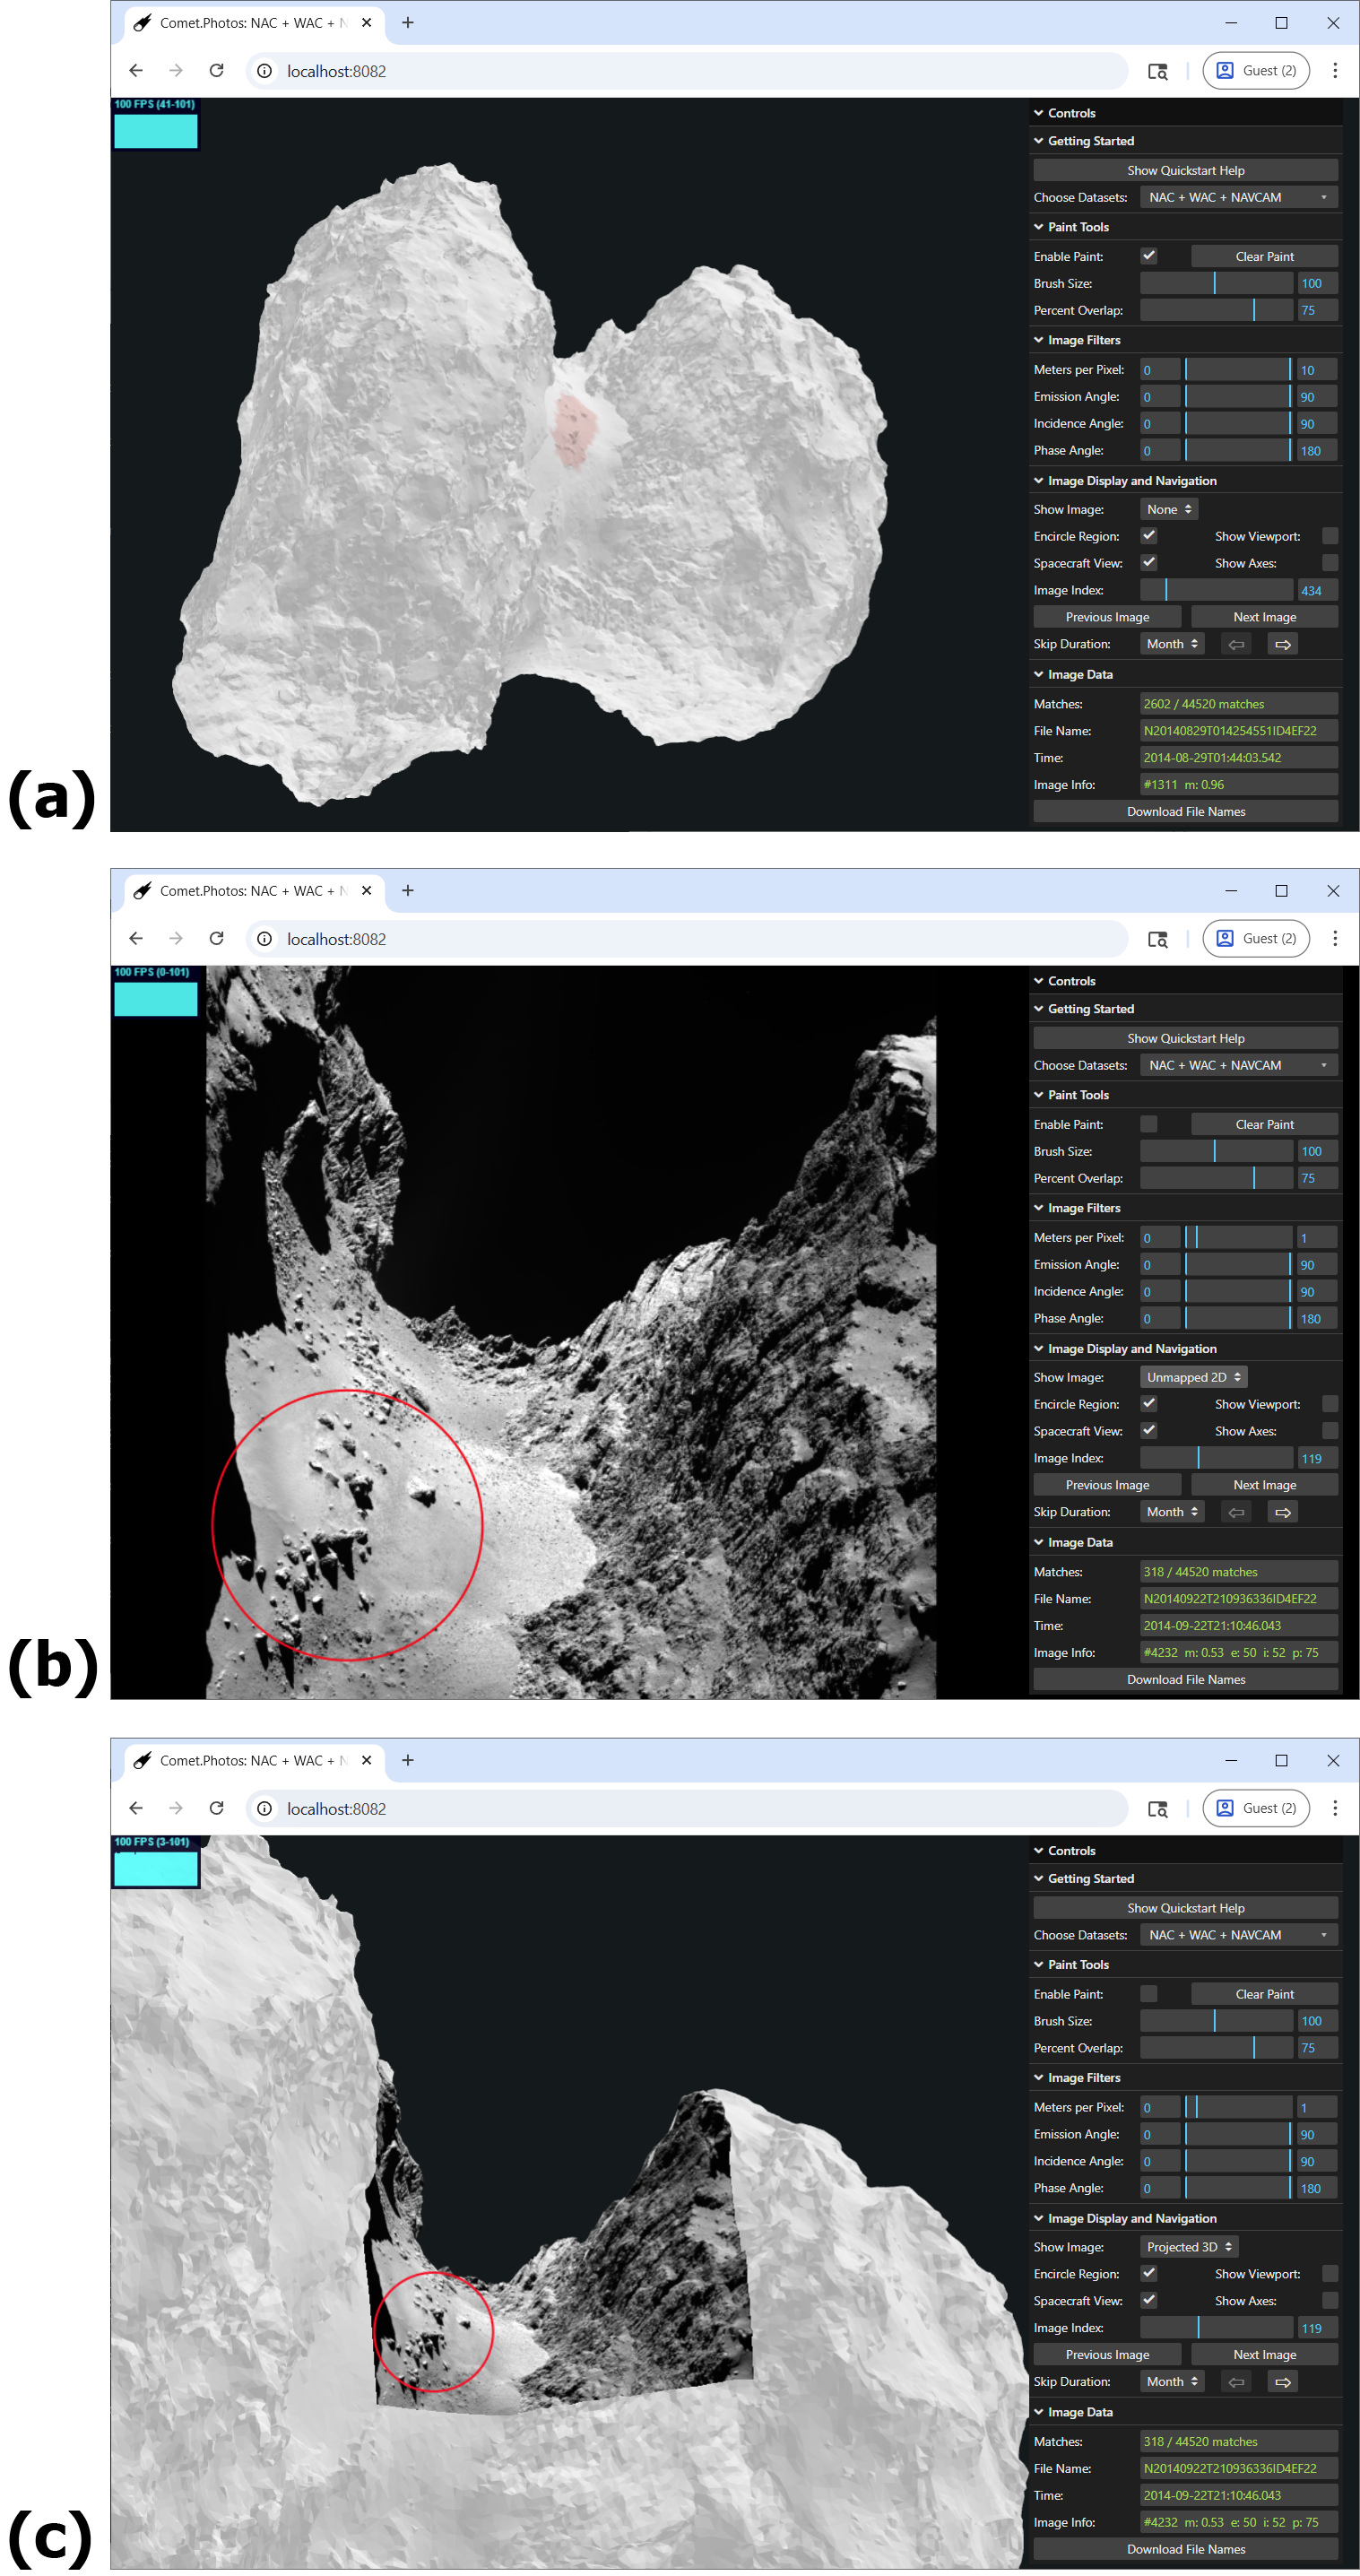 Comet.Photos: NAC + WAC + N
localhost:8082
Guest (2)
100 FPS (41-101)
Controls
Getting Started
Show Quickstart Help
Choose Datasets: NAC + WAC + NAVCAM
Paint Tools
Enable Paint: Clear Paint
Brush Size: 100
Percent Overlap: 75
Image Filters
Meters per Pixel: 0 10
Emission Angle: 0 90
Incidence Angle: 0 90
Phase Angle: 0 180
Image Display and Navigation
Show Image: None
Encircle Region: Show Viewport:
Spacecraft View: Show Axes:
Image Index: 434
Previous Image Next Image
Skip Duration: Month
Image Data
Matches: 2602 / 44520 matches
File Name: N20140829T014254551ID4EF22
Time: 2014-08-29T01:44:03.542
Image Info: #1311 m: 0.96
Download File Names
(a)
Comet.Photos: NAC + WAC + N
localhost:8082
Guest (2)
100 FPS (0-101)
Controls
Getting Started
Show Quickstart Help
Choose Datasets: NAC + WAC + NAVCAM
Paint Tools
Enable Paint: Clear Paint
Brush Size: 100
Percent Overlap: 75
Image Filters
Meters per Pixel: 0 1
Emission Angle: 0 90
Incidence Angle: 0 90
Phase Angle: 0 180
Image Display and Navigation
Show Image: Unmapped 2D
Encircle Region: Show Viewport:
Spacecraft View: Show Axes:
Image Index: 119
Previous Image Next Image
Skip Duration: Month
Image Data
Matches: 318 / 44520 matches
File Name: N20140922T210936336ID4EF22
Time: 2014-09-22T21:10:46.043
Image Info: #4232 m: 0.53 e: 50 i: 52 p: 75
Download File Names
(b)
Comet.Photos: NAC + WAC + N
localhost:8082
Guest (2)
100 FPS (3-101)
Controls
Getting Started
Show Quickstart Help
Choose Datasets: NAC + WAC + NAVCAM
Paint Tools
Enable Paint: Clear Paint
Brush Size: 100
Percent Overlap: 75
Image Filters
Meters per Pixel: 0 1
Emission Angle: 0 90
Incidence Angle: 0 90
Phase Angle: 0 180
Image Display and Navigation
Show Image: Projected 3D
Encircle Region: Show Viewport:
Spacecraft View: Show Axes:
Image Index: 119
Previous Image Next Image
Skip Duration: Month
Image Data
Matches: 318 / 44520 matches
File Name: N20140922T210936336ID4EF22
Time: 2014-09-22T21:10:46.043
Image Info: #4232 m: 0.53 e: 50 i: 52 p: 75
Download File Names
(c)